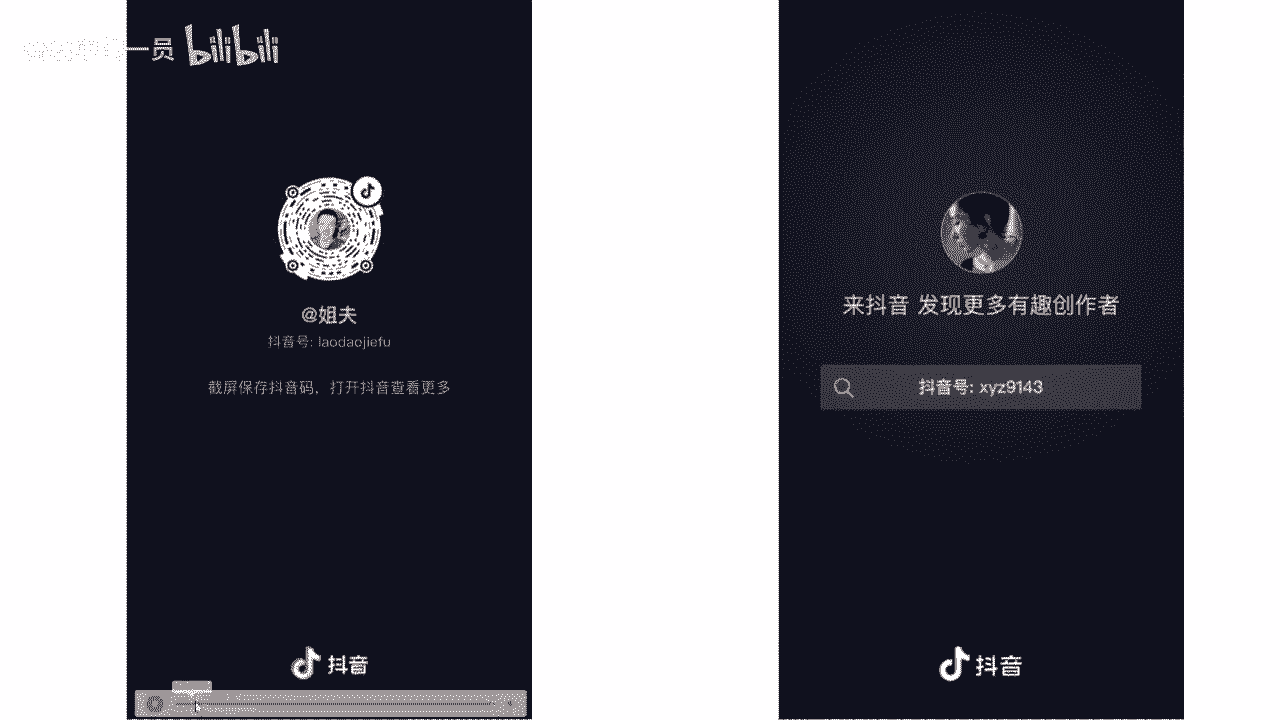 一员 bilibili
@姐夫
抖音号: laodaojiefu
截屏保存抖音码，打开抖音查看更多
抖音
来抖音 发现更多有趣创作者
抖音号: xyz9143
抖音